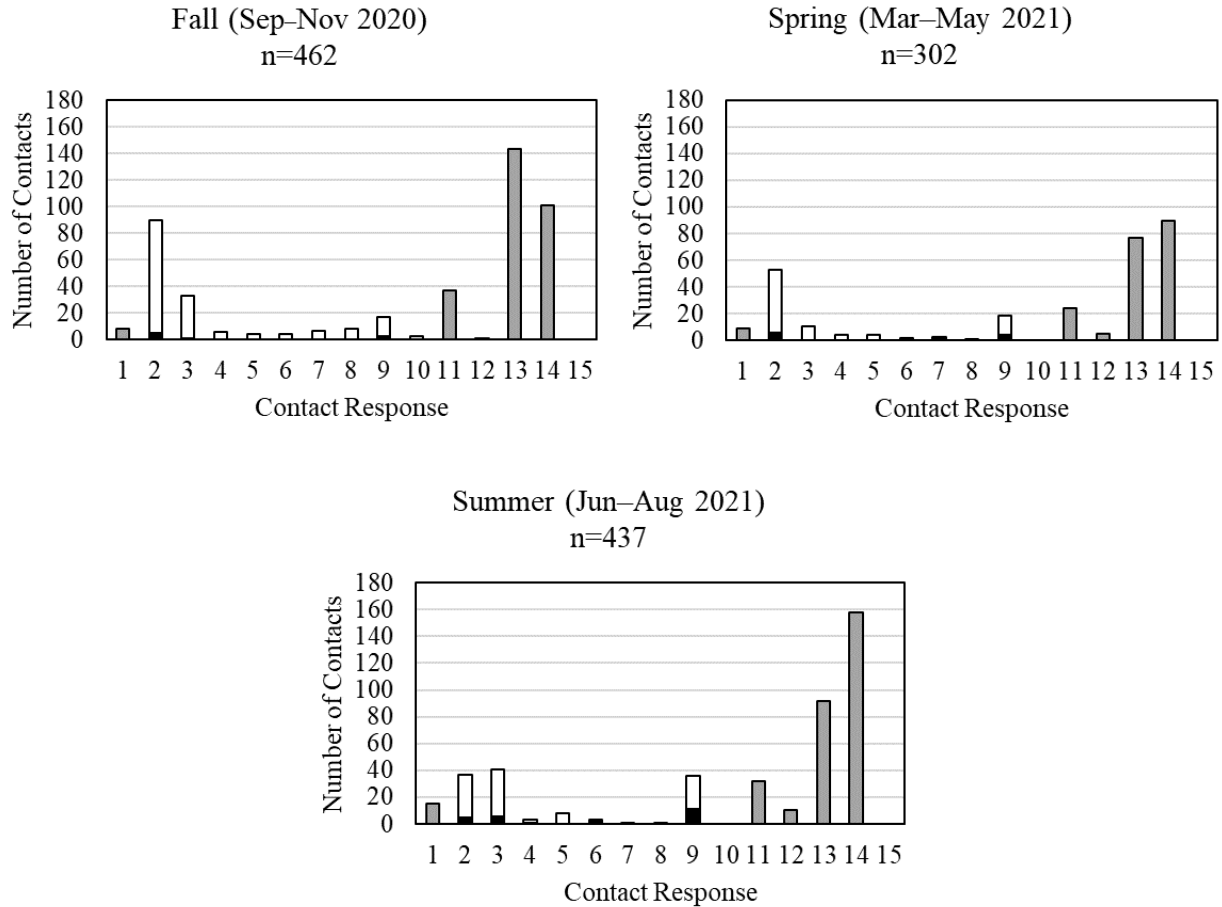 Fall (Sep–Nov 2020)
n=462
Number of Contacts
180
160
140
120
100
80
60
40
20
0
1 2 3 4 5 6 7 8 9 10 11 12 13 14 15
Contact Response
Spring (Mar–May 2021)
n=302
Number of Contacts
180
160
140
120
100
80
60
40
20
0
1 2 3 4 5 6 7 8 9 10 11 12 13 14 15
Contact Response
Summer (Jun–Aug 2021)
n=437
Number of Contacts
180
160
140
120
100
80
60
40
20
0
1 2 3 4 5 6 7 8 9 10 11 12 13 14 15
Contact Response